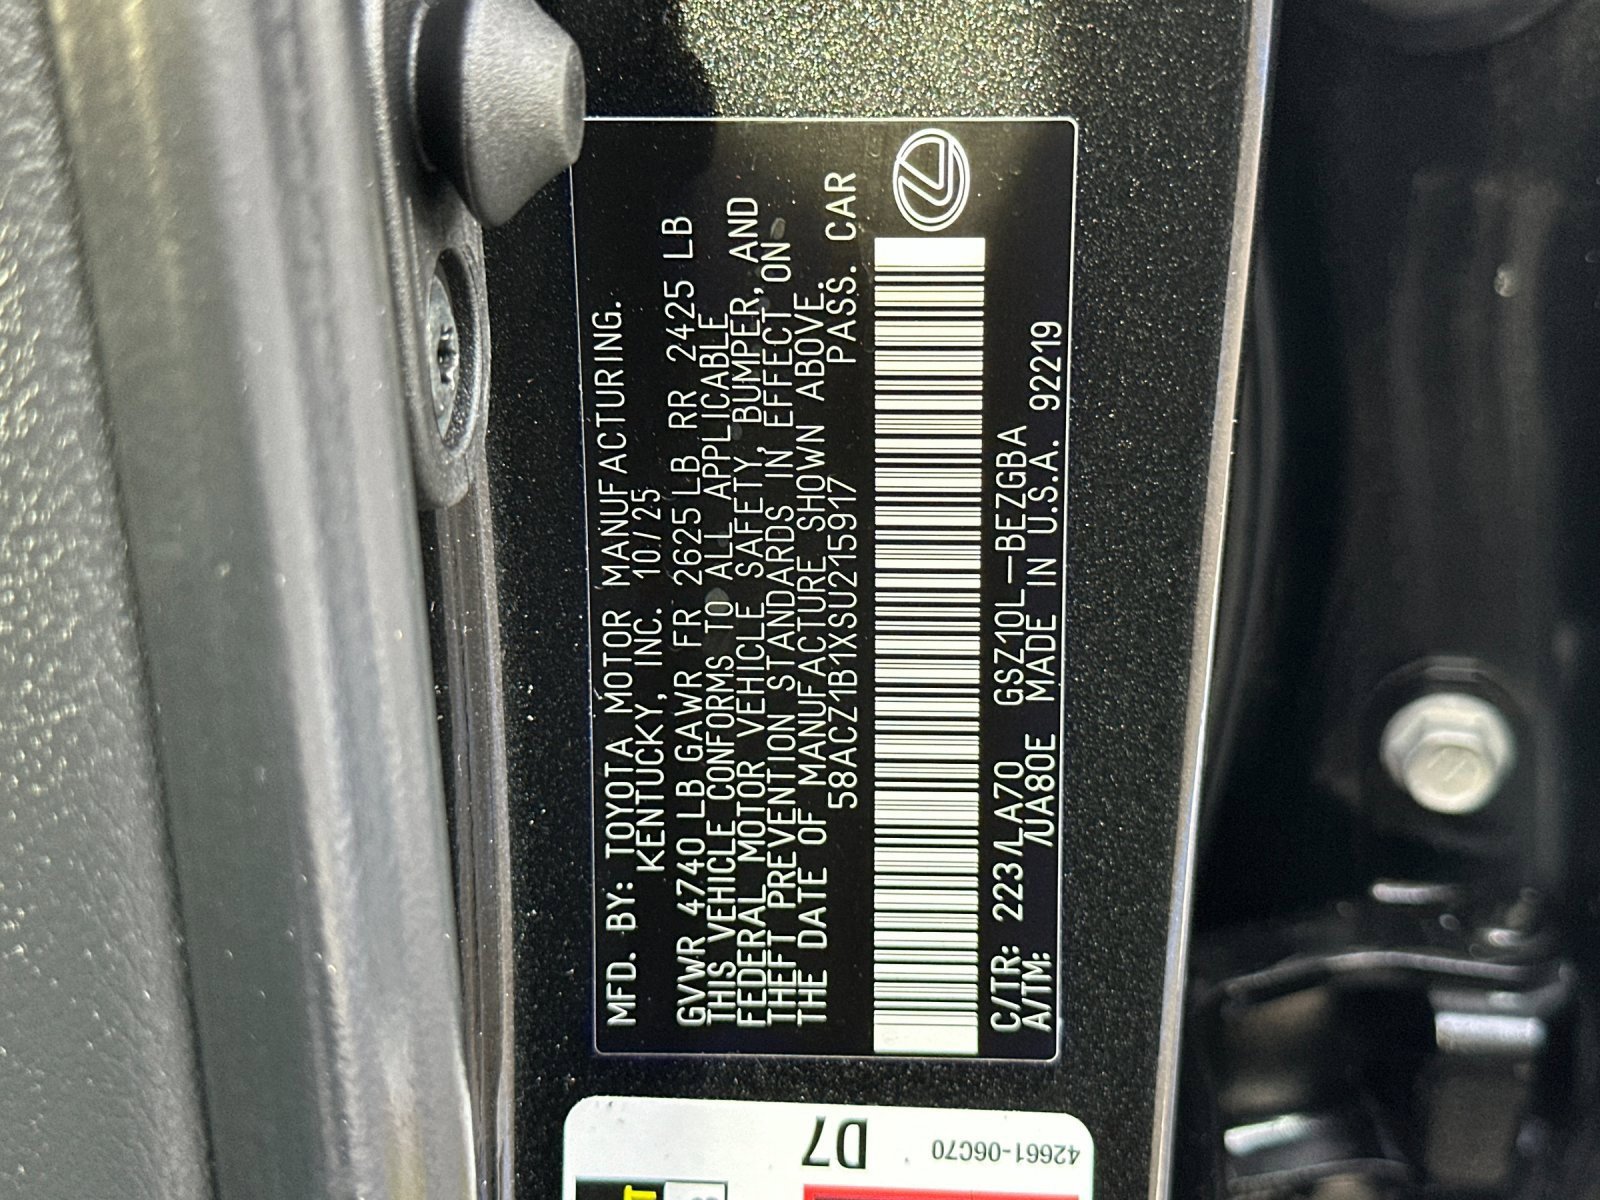 MFD. BY: TOYOTA MOTOR MANUFACTURING.
KENTUCKY, INC. 10/25
GVWR 4740 LB GAWR FR 2625 LB RR 2425 LB
THIS VEHICLE CONFORMS TO ALL APPLICABLE
FEDERAL MOTOR VEHICLE SAFETY, BUMPER, AND
THEFT PREVENTION STANDARDS IN EFFECT ON
THE DATE OF MANUFACTURE SHOWN ABOVE.
58ACZ1B1XSU215917 PASS. CAR
C/TR: 223/LA70 GSZ10L-BEZGBA
A/TM: /UA80E MADE IN U.S.A. 92219
D7
42661-06C70